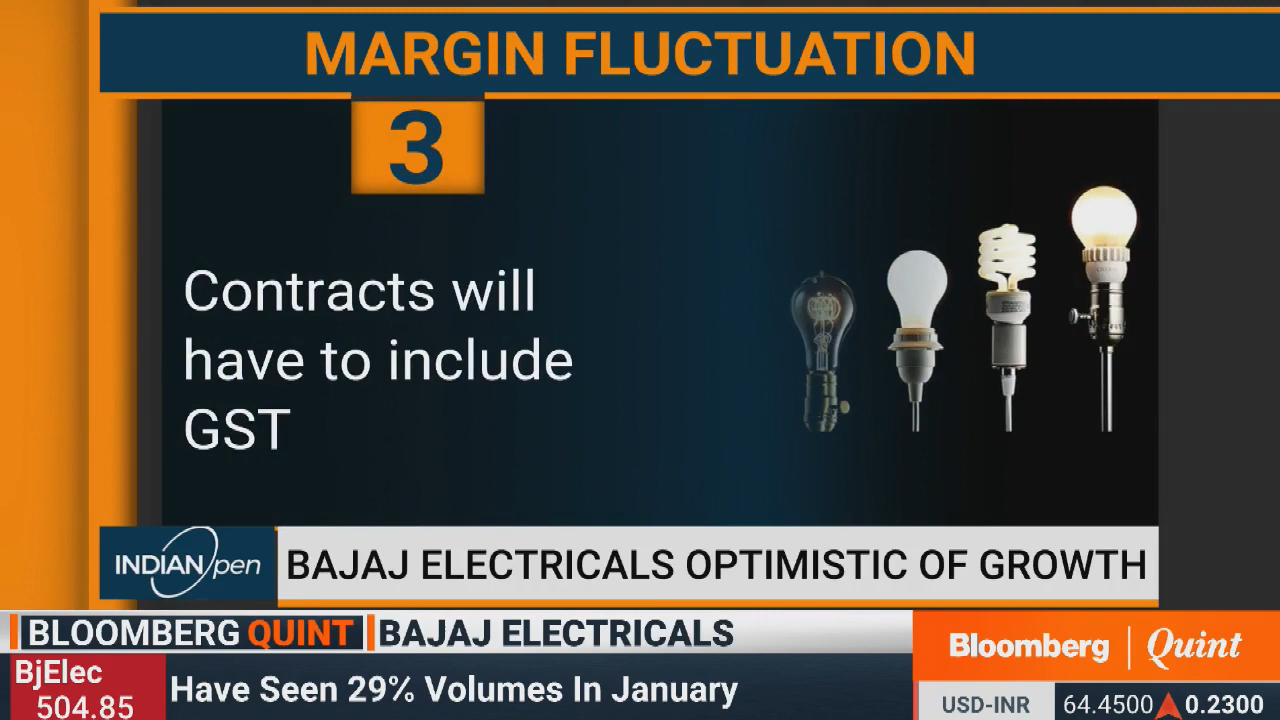 MARGIN FLUCTUATION
3
Contracts will
have to include
GST
INDIAN pen
BAJAJ ELECTRICALS OPTIMISTIC OF GROWTH
BLOOMBERG QUINT
BAJAJ ELECTRICALS
Bloomberg | Quint
BjElec
504.85
Have Seen 29% Volumes In January
USD-INR 64.4500 0.2300